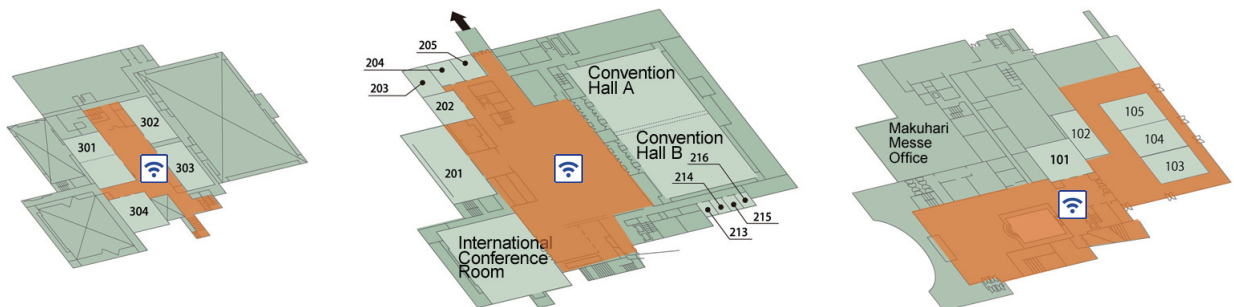 302
301
303
304
205
204
203
202
201
Convention
Hall A
Convention
Hall B
216
214
215
213
International
Conference
Room
Makuhari
Messe
Office
105
102
104
101
103